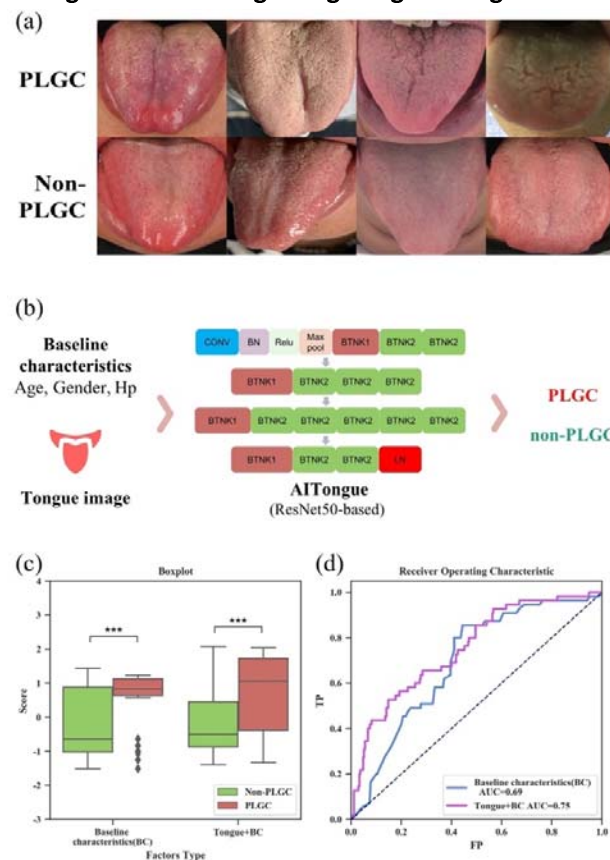 (a)
PLGC
Non-
PLGC
(b)
Baseline
characteristics
Age, Gender, Hp
Tongue image
CONV BN Relu Max
pool BTNK1 BTNK2 BTNK2
BTNK1 BTNK2 BTNK2 BTNK2
BTNK1 BTNK2 BTNK2 BTNK2 BTNK2 BTNK2
BTNK1 BTNK2 BTNK2 LN
AITongue
(ResNet50-based)
PLGC
non-PLGC
(c)
Boxplot
***
***
Score
4
3
2
1
0
-1
-2
-3
Non-PLGC
PLGC
Baseline
characteristics(BC)
Tongue+BC
Factors Type
(d)
Receiver Operating Characteristic
TP
1.0
0.8
0.6
0.4
0.2
0.0
Baseline characteristics(BC)
AUC=0.69
Tongue+BC AUC=0.75
0.0 0.2 0.4 0.6 0.8 1.0
FP